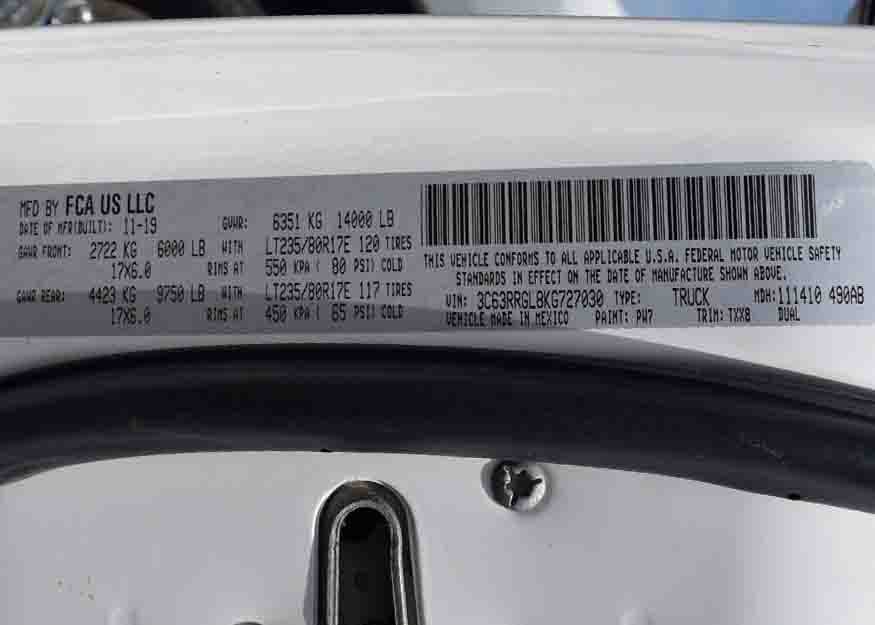 MFD BY FCA US LLC
DATE OF MFR(BUILT): 11-19 GVWR: 6351 KG 14000 LB
GAWR FRONT: 2722 KG 6000 LB WITH LT235/80R17E 120 TIRES
17X6.0 RIMS AT 550 KPA ( 80 PSI) COLD
GAWR REAR: 4423 KG 9750 LB WITH LT235/80R17E 117 TIRES
17X6.0 RIMS AT 450 KPA ( 65 PSI) COLD
THIS VEHICLE CONFORMS TO ALL APPLICABLE U.S.A. FEDERAL MOTOR VEHICLE SAFETY
STANDARDS IN EFFECT ON THE DATE OF MANUFACTURE SHOWN ABOVE.
VIN: 3C63RRGL8KG727030 TYPE: TRUCK MDH: 111410 490AB
VEHICLE MADE IN MEXICO PAINT: PW7 TRIM: TXX8 DUAL